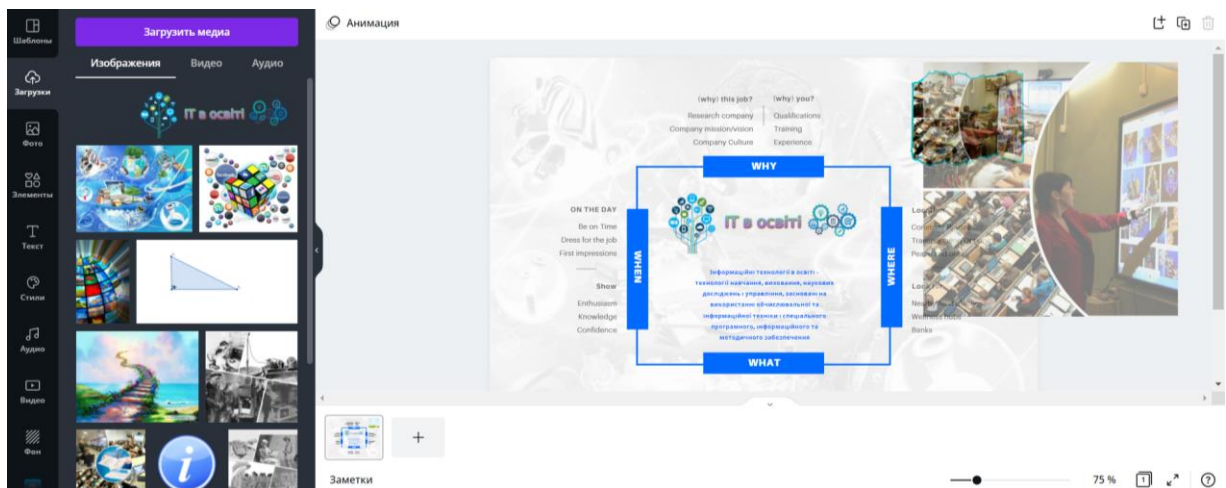 Шаблоны
Загрузки
Фото
Элементы
Текст
Стили
Аудио
Видео
Фон
Загрузить медиа
Изображения Видео Аудио
ІТ в освіті
Анимация
(why) this job? (why) you?
Research company Qualifications
Company mission/vision Training
Company Culture Experience
WHY
ON THE DAY
Be on Time
Dress for the job
First impressions
Show
Enthusiasm
Knowledge
Confidence
WHEN
ІТ в освіті
Інформаційні технології в освіті -
технології навчання, виховання, наукових
досліджень і управління, засновані на
використанні обчислювальної та
інформаційної техніки і спеціального
програмного, інформаційного та
методичного забезпечення
WHERE
Banks
WHAT
Заметки
75 %
1